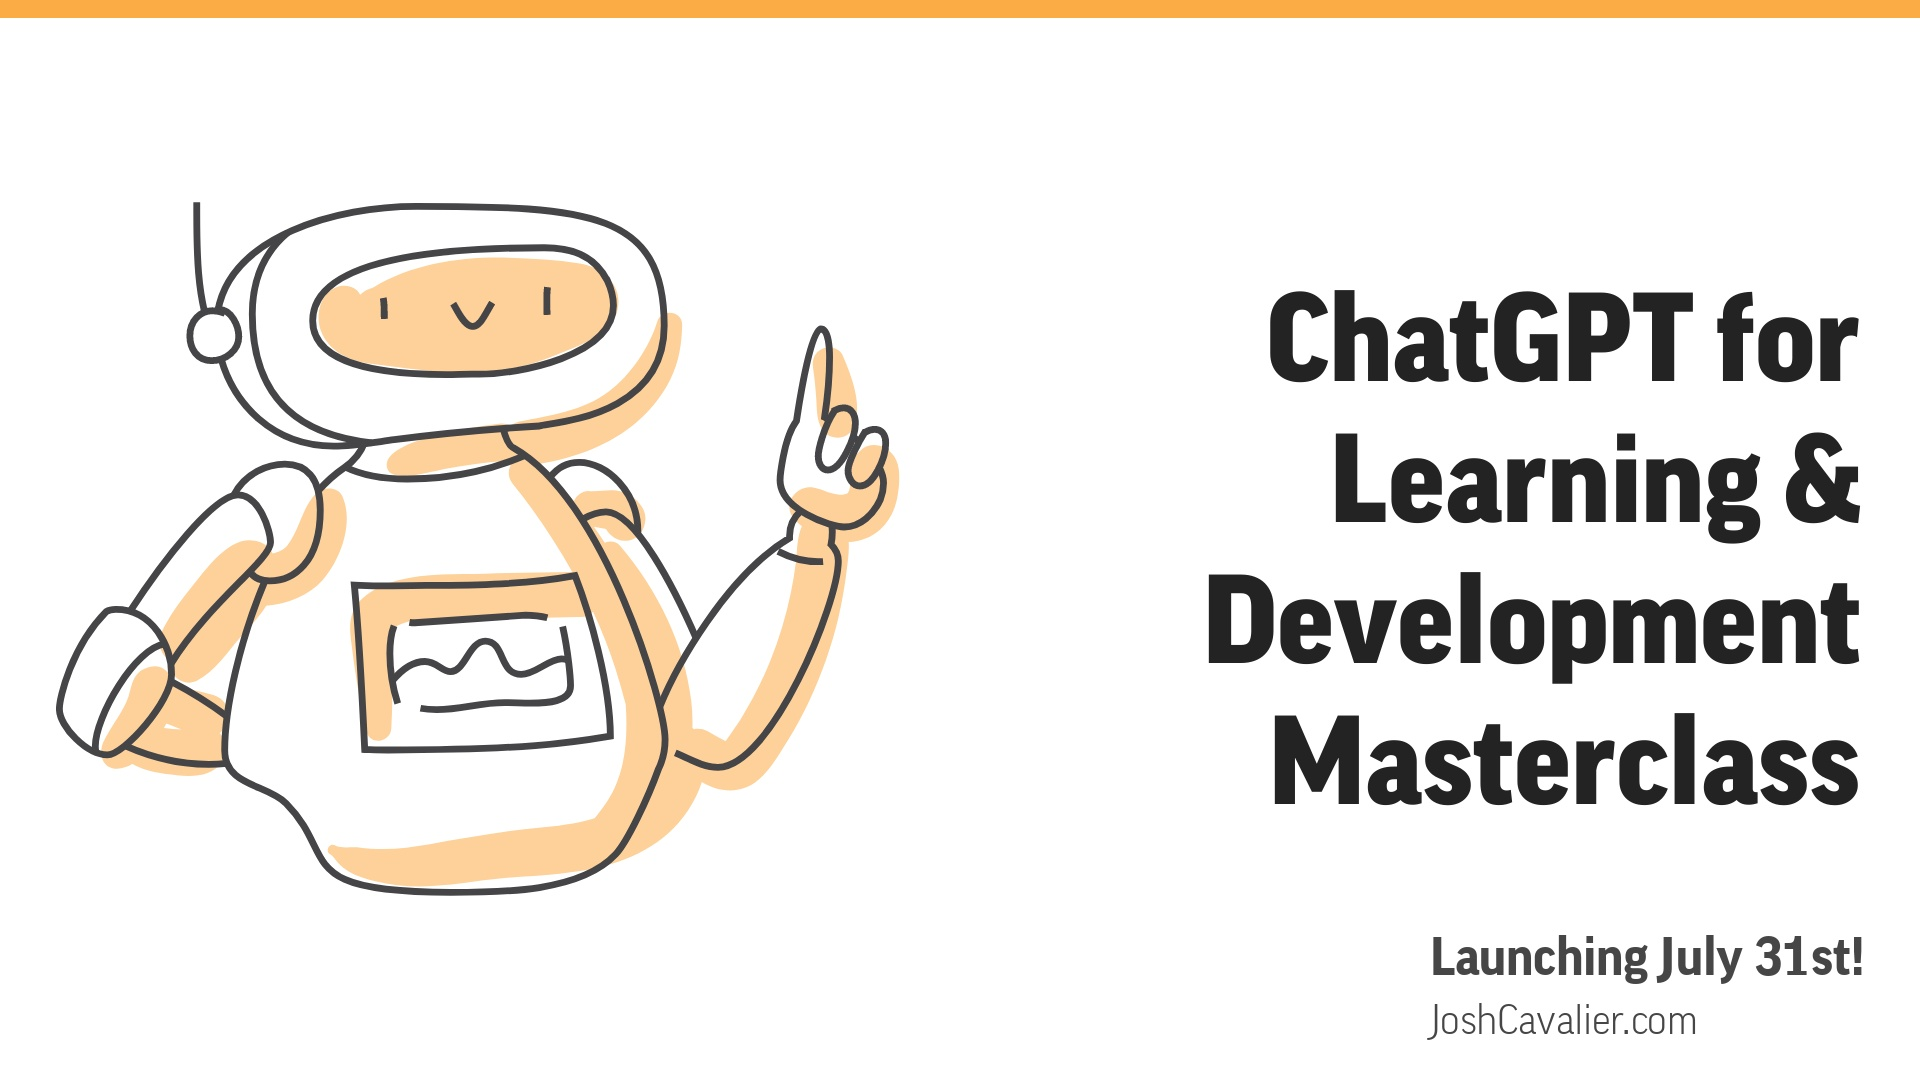 ChatGPT for
Learning &
Development
Masterclass
Launching July 31st!
JoshCavalier.com